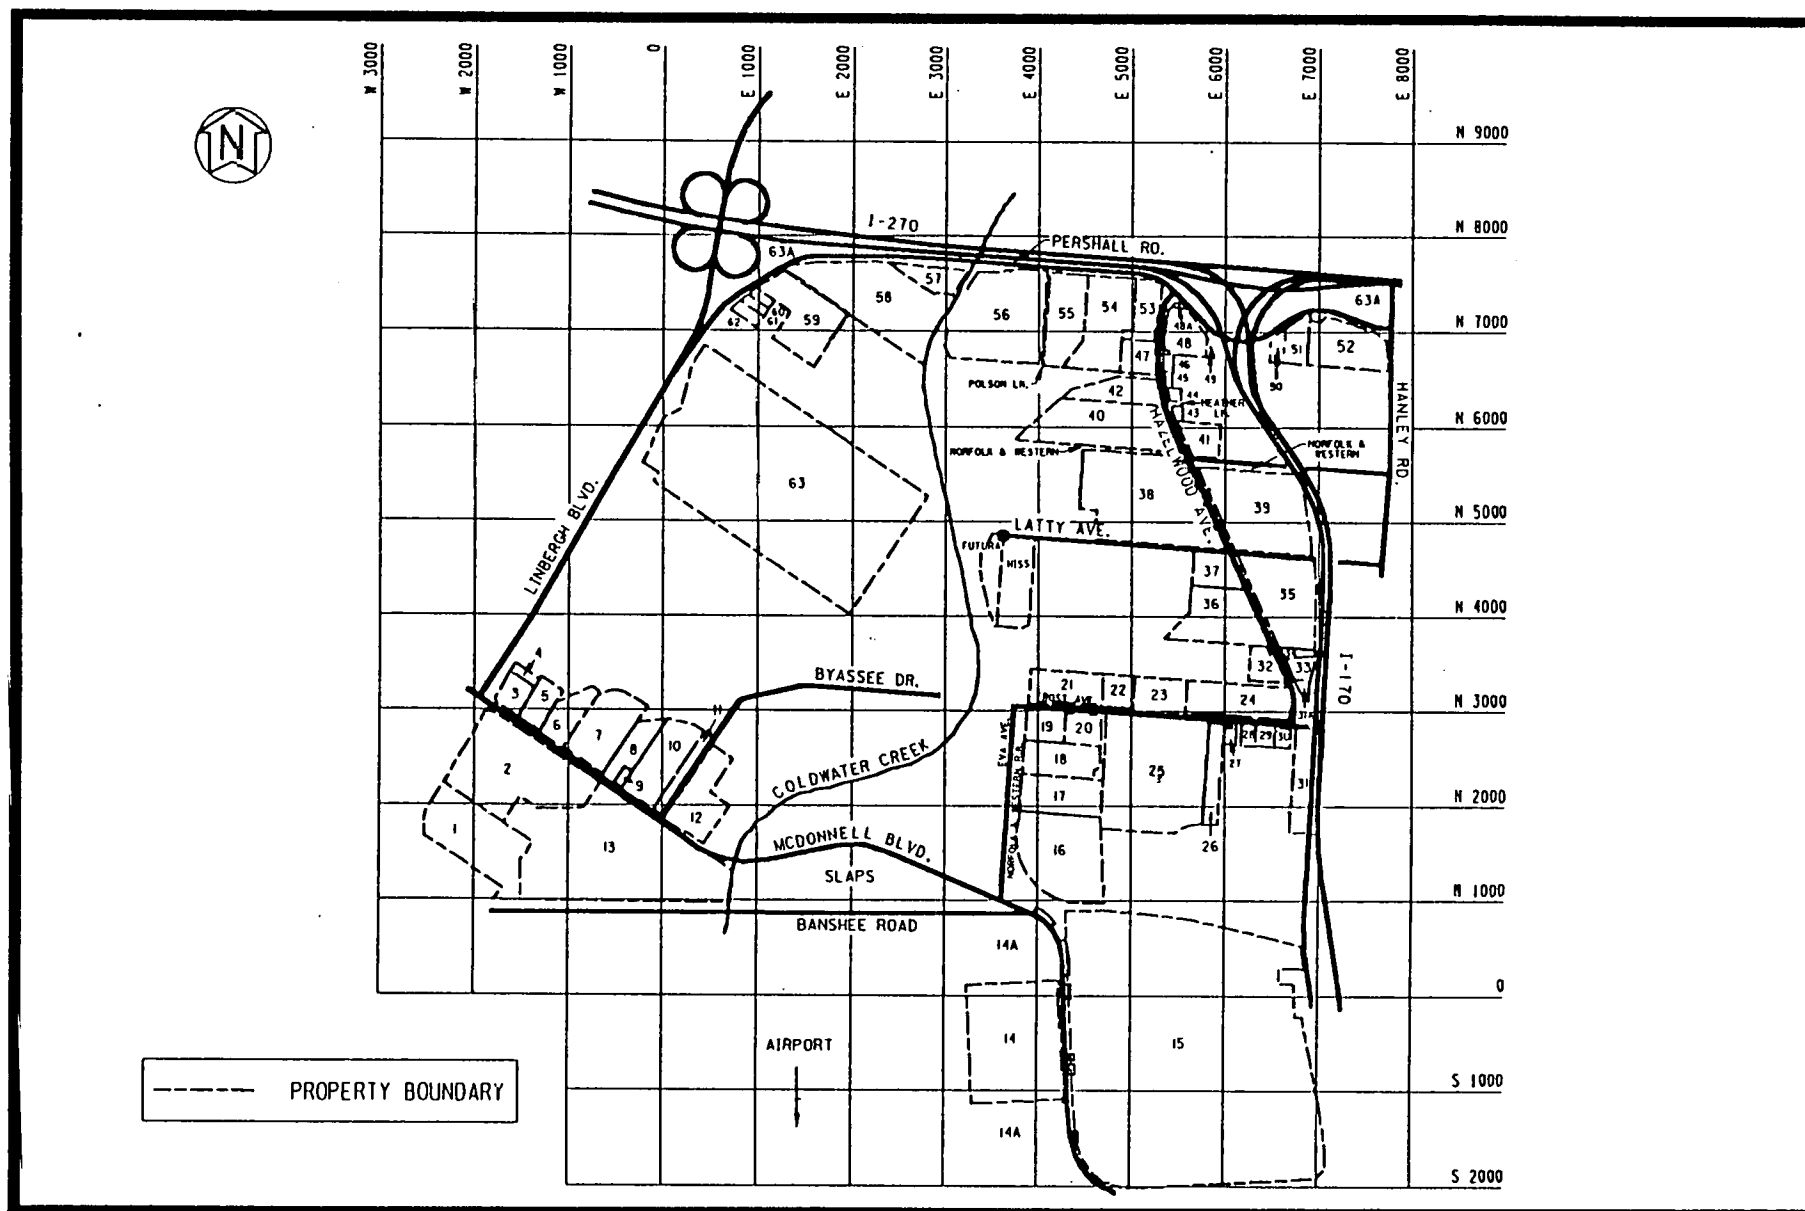 W 3000
W 2000
W 1000
0
E 1000
E 2000
E 3000
E 4000
E 5000
E 6000
E 7000
E 8000
N
N 9000
I-270
N 8000
PERSHALL RD.
63A
57
58
63A
60
61
62
59
56
55
54
53
48A
N 7000
48
47
51
52
46
45
49
50
POLSON LN.
42
44
HEATHER LN.
43
40
41
N 6000
HAZELWOOD AVE.
HANLEY RD.
NORFOLK & WESTERN
NORFOLK & WESTERN
63
38
39
LINBERGH BLVD.
N 5000
LATTY AVE.
FUTURA
HISS
37
36
35
N 4000
4
3
5
BYASSEE DR.
32
33
I-170
21
22
23
24
POST AVE
N 3000
6
7
8
10
11
19
20
28
29
30
27
EVA AVE.
NORFOLK & WESTERN R.R.
2
9
18
25
COLDWATER CREEK
17
31
N 2000
1
12
13
MCDONNELL BLVD.
16
26
SLAPS
N 1000
BANSHEE ROAD
14A
0
14
15
AIRPORT
PROPERTY BOUNDARY
S 1000
14A
S 2000